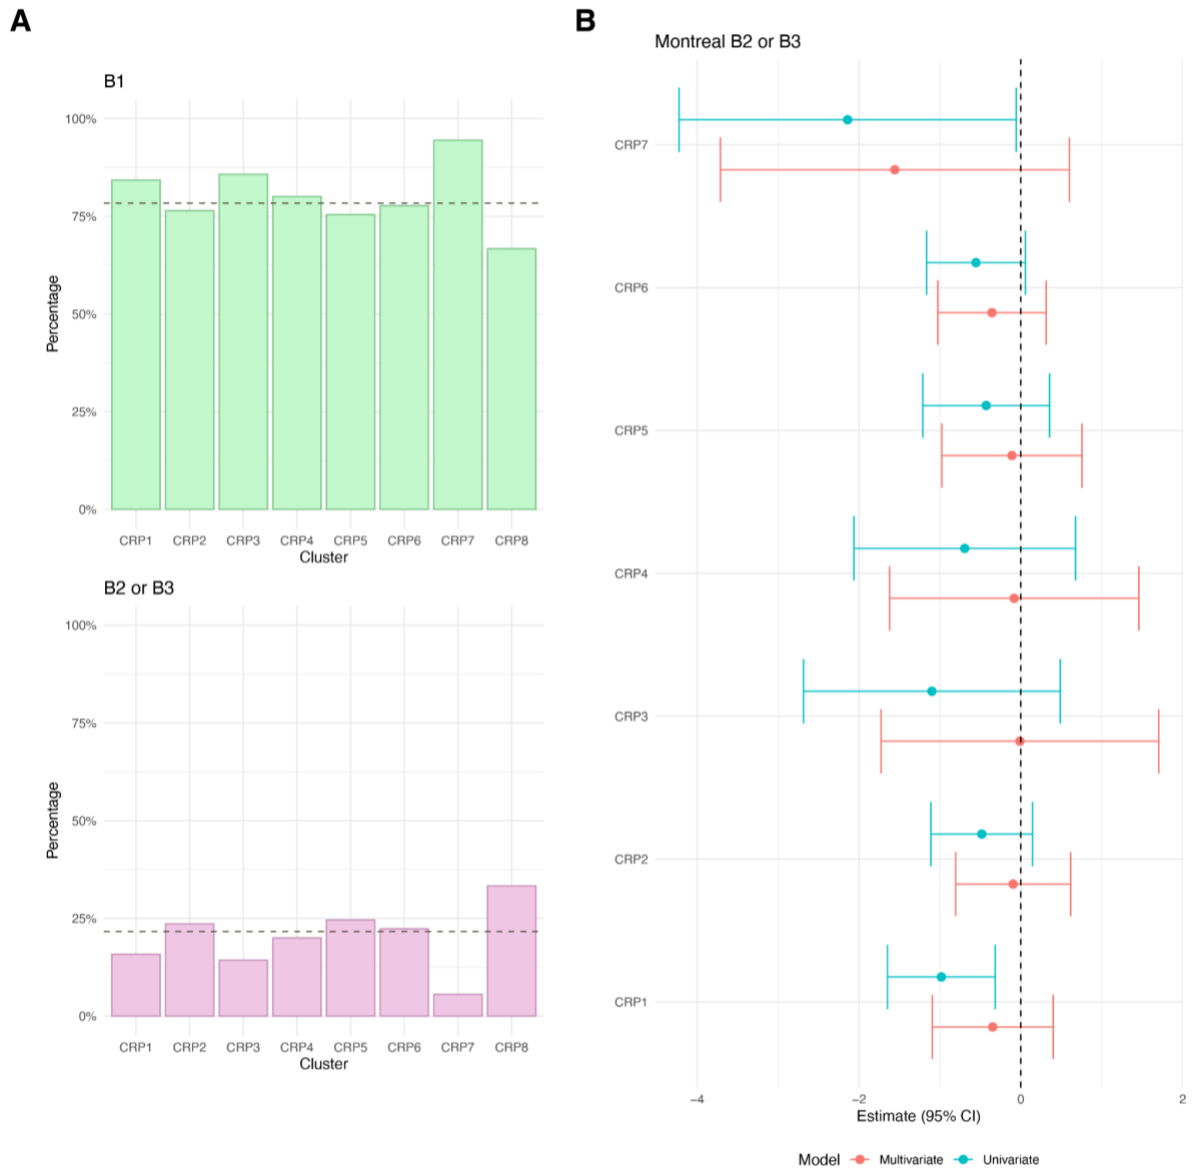 A
B1
100%
75%
50%
25%
0%
Percentage
CRP1 CRP2 CRP3 CRP4 CRP5 CRP6 CRP7 CRP8
Cluster
B2 or B3
100%
75%
50%
25%
0%
Percentage
CRP1 CRP2 CRP3 CRP4 CRP5 CRP6 CRP7 CRP8
Cluster
B
Montreal B2 or B3
CRP7
CRP6
CRP5
CRP4
CRP3
CRP2
CRP1
−4 −2 0 2
Estimate (95% CI)
Model Multivariate Univariate